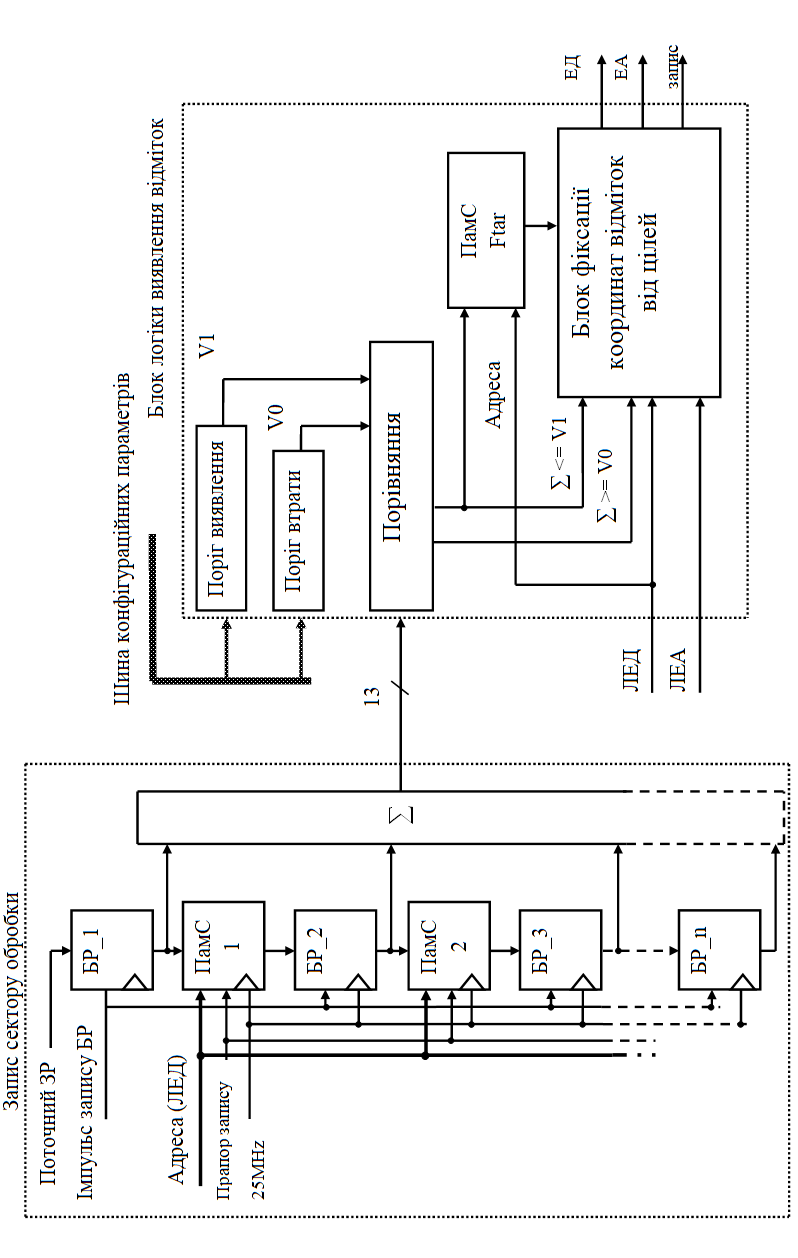 Запис сектору обробки
Поточний ЗР
Імпульс запису БР
Адреса (ЛЕД)
Прапор запису
25MHz
БР_1
ПамС
1
БР_2
ПамС
2
БР_3
БР_n
∑
13
Шина конфігураційних параметрів
Блок логіки виявлення відміток
Поріг виявлення
V1
Поріг втрати
V0
Порівняння
Адреса
∑ <= V1
∑ >= V0
ЛЕД
ЛЕА
ПамС
Ftar
Блок фіксації
координат відміток
від цілей
ЕД
ЕА
запис